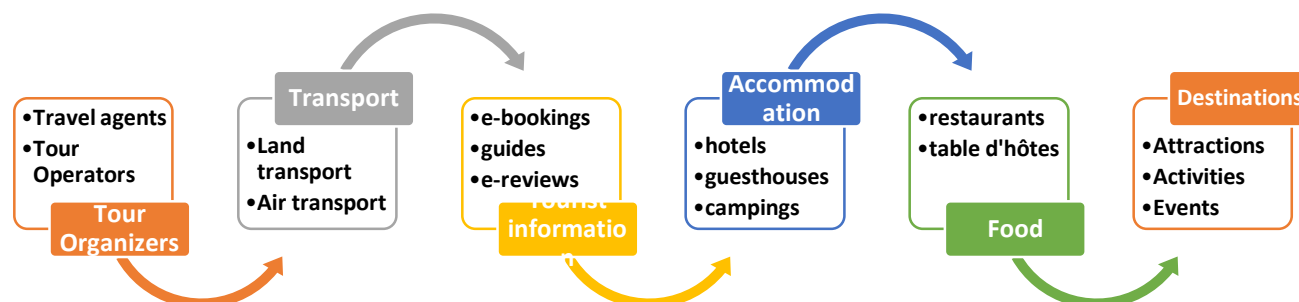 •Travel agents
•Tour
Operators
Tour
Organizers
Transport
•Land
transport
•Air transport
•e-bookings
•guides
•e-reviews
Tourist
informatio
n
Accommod
ation
•hotels
•guesthouses
•campings
•restaurants
•table d'hôtes
Food
Destinations
•Attractions
•Activities
•Events